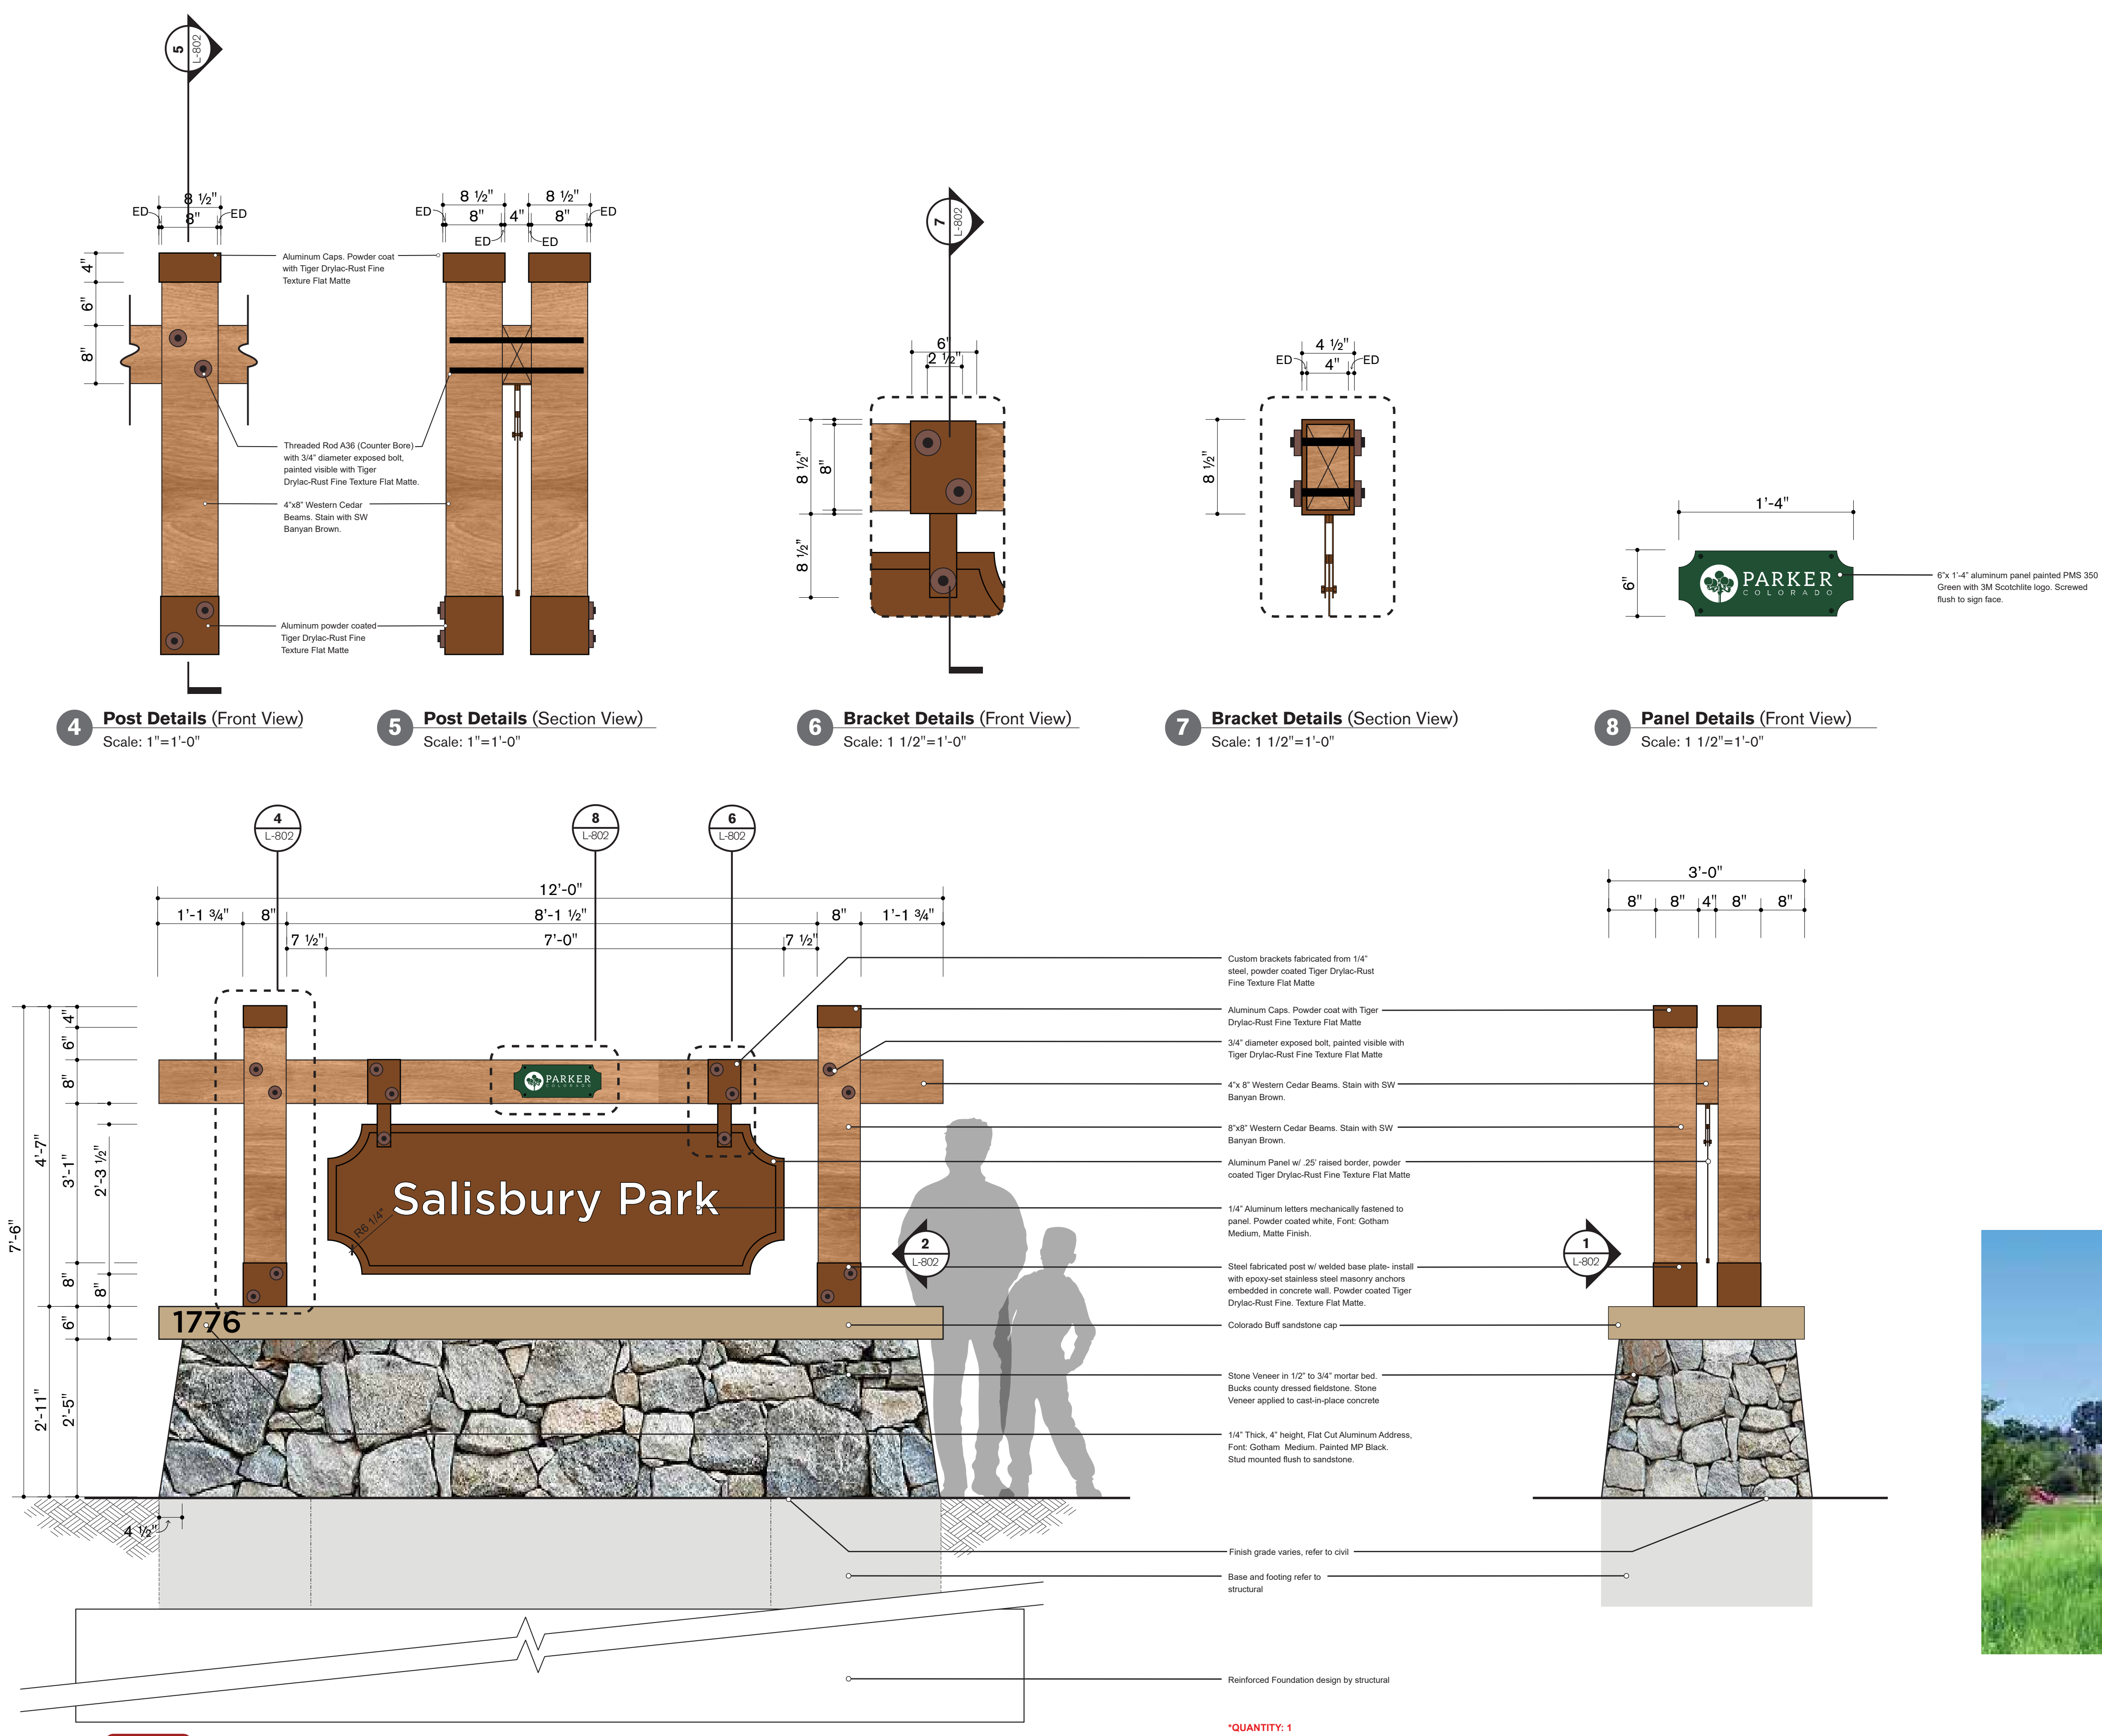 5
L-802
8 ½"
8"
ED
ED
4"
6"
8"
8 ½"
8 ½"
ED
8"
4"
8"
ED
ED
ED
Aluminum Caps. Powder coat
with Tiger Drylac-Rust Fine
Texture Flat Matte
Threaded Rod A36 (Counter Bore)
with 3/4" diameter exposed bolt,
painted visible with Tiger
Drylac-Rust Fine Texture Flat Matte.
4"x8" Western Cedar
Beams. Stain with SW
Banyan Brown.
Aluminum powder coated
Tiger Drylac-Rust Fine
Texture Flat Matte
7
L-802
6"
2 ½"
8 ½"
8"
8 ½"
4 ½"
ED
4"
ED
8 ½"
1'-4"
6"
PARKER
COLORADO
6"x 1'-4" aluminum panel painted PMS 350
Green with 3M Scotchlite logo. Screwed
flush to sign face.
4 Post Details (Front View)
Scale: 1"=1'-0"
5 Post Details (Section View)
Scale: 1"=1'-0"
6 Bracket Details (Front View)
Scale: 1 1/2"=1'-0"
7 Bracket Details (Section View)
Scale: 1 1/2"=1'-0"
8 Panel Details (Front View)
Scale: 1 1/2"=1'-0"
4
L-802
8
L-802
6
L-802
12'-0"
1'-1 ¾"
8"
8'-1 ½"
8"
1'-1 ¾"
7 ½"
7'-0"
7 ½"
3'-0"
8"
8"
4"
8"
8"
7'-6"
4'-7"
2'-11"
4"
6"
8"
3'-1"
8"
6"
2'-5"
2'-3 ½"
8"
PARKER
COLORADO
Salisbury Park
R6 1/4"
1776
4 ½"
2
L-802
1
L-802
Custom brackets fabricated from 1/4"
steel, powder coated Tiger Drylac-Rust
Fine Texture Flat Matte
Aluminum Caps. Powder coat with Tiger
Drylac-Rust Fine Texture Flat Matte
3/4" diameter exposed bolt, painted visible with
Tiger Drylac-Rust Fine Texture Flat Matte
4"x 8" Western Cedar Beams. Stain with SW
Banyan Brown.
8"x8" Western Cedar Beams. Stain with SW
Banyan Brown.
Aluminum Panel w/ .25' raised border, powder
coated Tiger Drylac-Rust Fine Texture Flat Matte
1/4" Aluminum letters mechanically fastened to
panel. Powder coated white, Font: Gotham
Medium, Matte Finish.
Steel fabricated post w/ welded base plate- install
with epoxy-set stainless steel masonry anchors
embedded in concrete wall. Powder coated Tiger
Drylac-Rust Fine. Texture Flat Matte.
Colorado Buff sandstone cap
Stone Veneer in 1/2" to 3/4" mortar bed.
Bucks county dressed fieldstone. Stone
Veneer applied to cast-in-place concrete
1/4" Thick, 4" height, Flat Cut Aluminum Address,
Font: Gotham Medium. Painted MP Black.
Stud mounted flush to sandstone.
Finish grade varies, refer to civil
Base and footing refer to
structural
Reinforced Foundation design by structural
*QUANTITY: 1